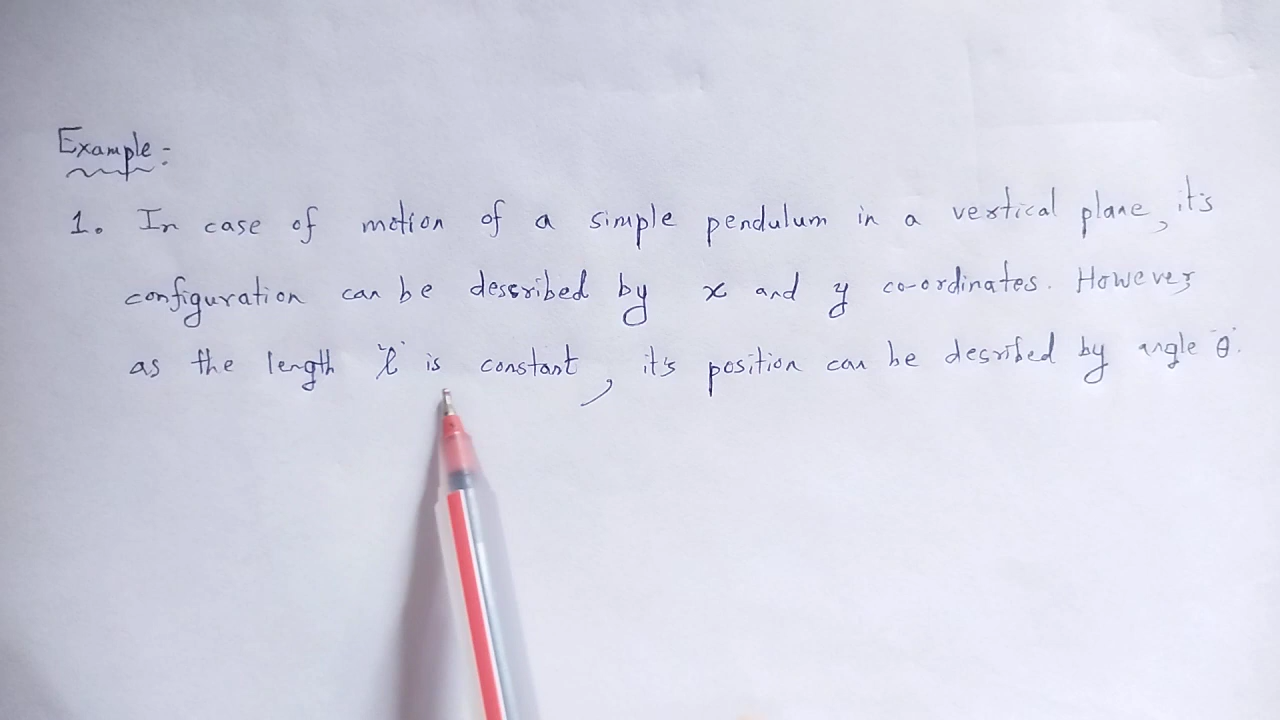 Example:
1. In case of motion of a simple pendulum in a vertical plane, it's
configuration can be described by x and y co-ordinates. However,
as the length "l" is constant, it's position can be desribed by angle "θ".